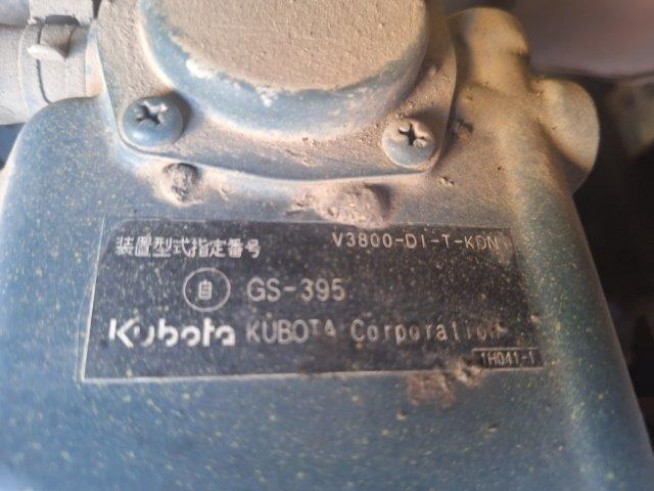 装置型式指定番号 V3800-DI-T-KDN
自 GS-395
Kubota KUBOTA Corporation
1H041-1